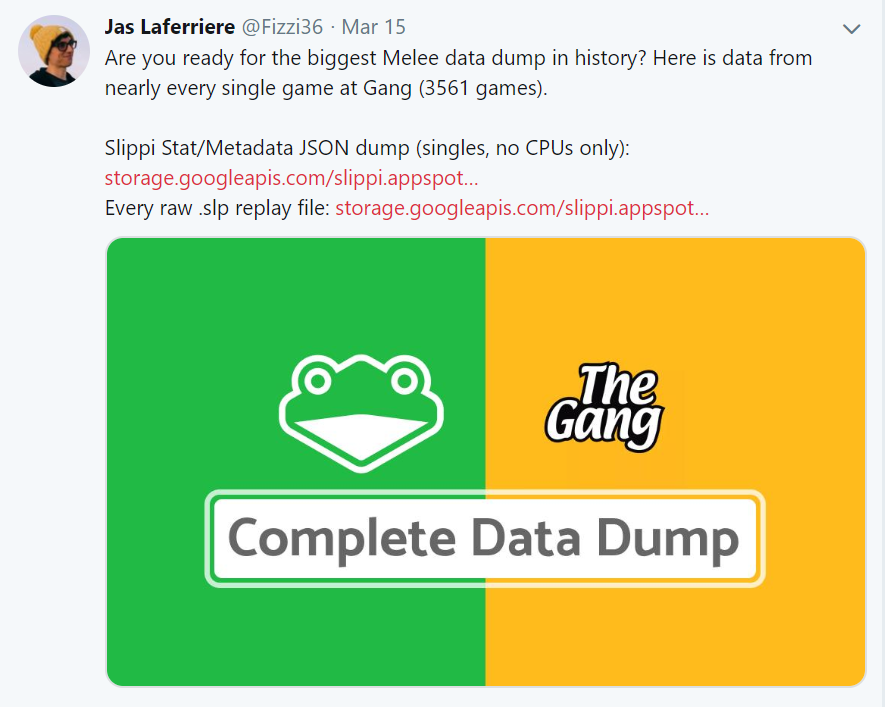 Jas Laferriere @Fizzi36 · Mar 15
Are you ready for the biggest Melee data dump in history? Here is data from
nearly every single game at Gang (3561 games).
Slippi Stat/Metadata JSON dump (singles, no CPUs only):
storage.googleapis.com/slippi.appspot...
Every raw .slp replay file: storage.googleapis.com/slippi.appspot...
The
Gang
Complete Data Dump